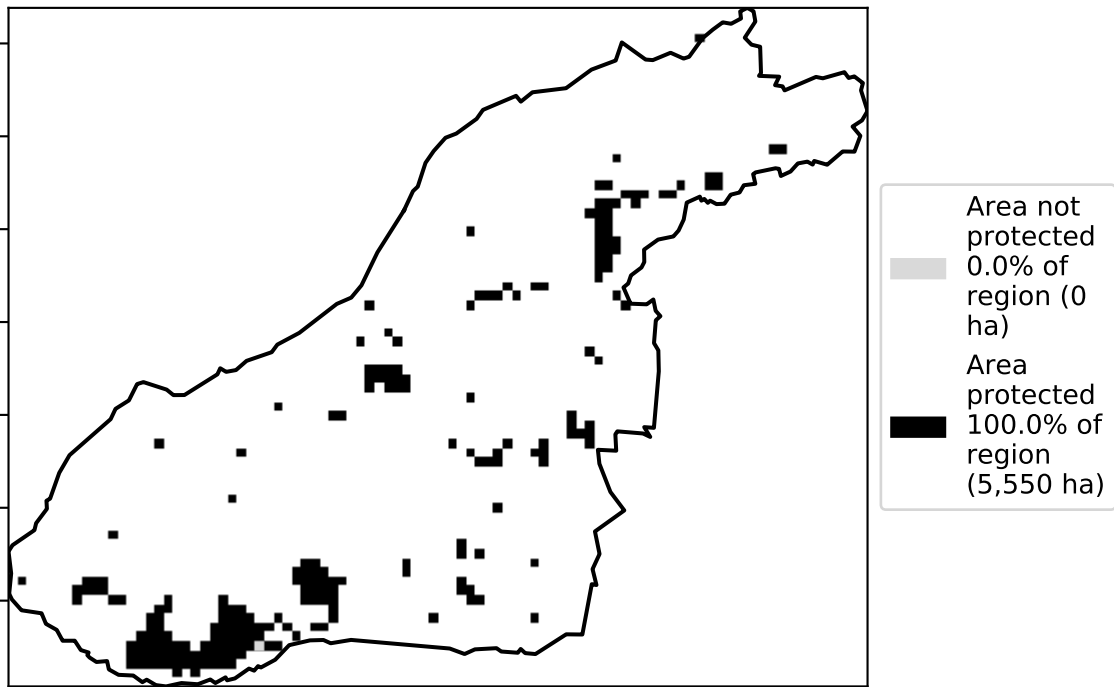 Area not
protected
0.0% of
region (0
ha)
Area
protected
100.0% of
region
(5,550 ha)